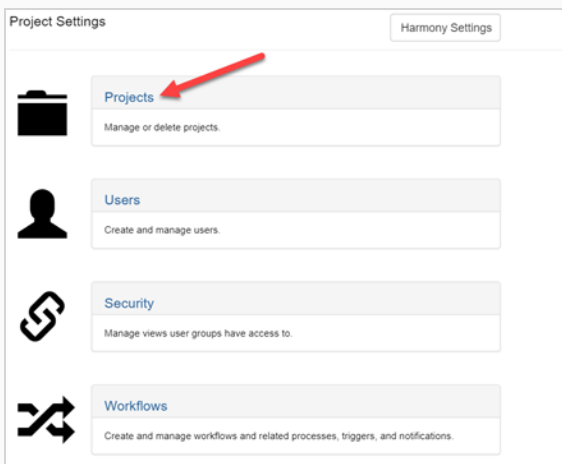 Project Settings
Harmony Settings
Projects
Manage or delete projects.
Users
Create and manage users.
Security
Manage views user groups have access to.
Workflows
Create and manage workflows and related processes, triggers, and notifications.